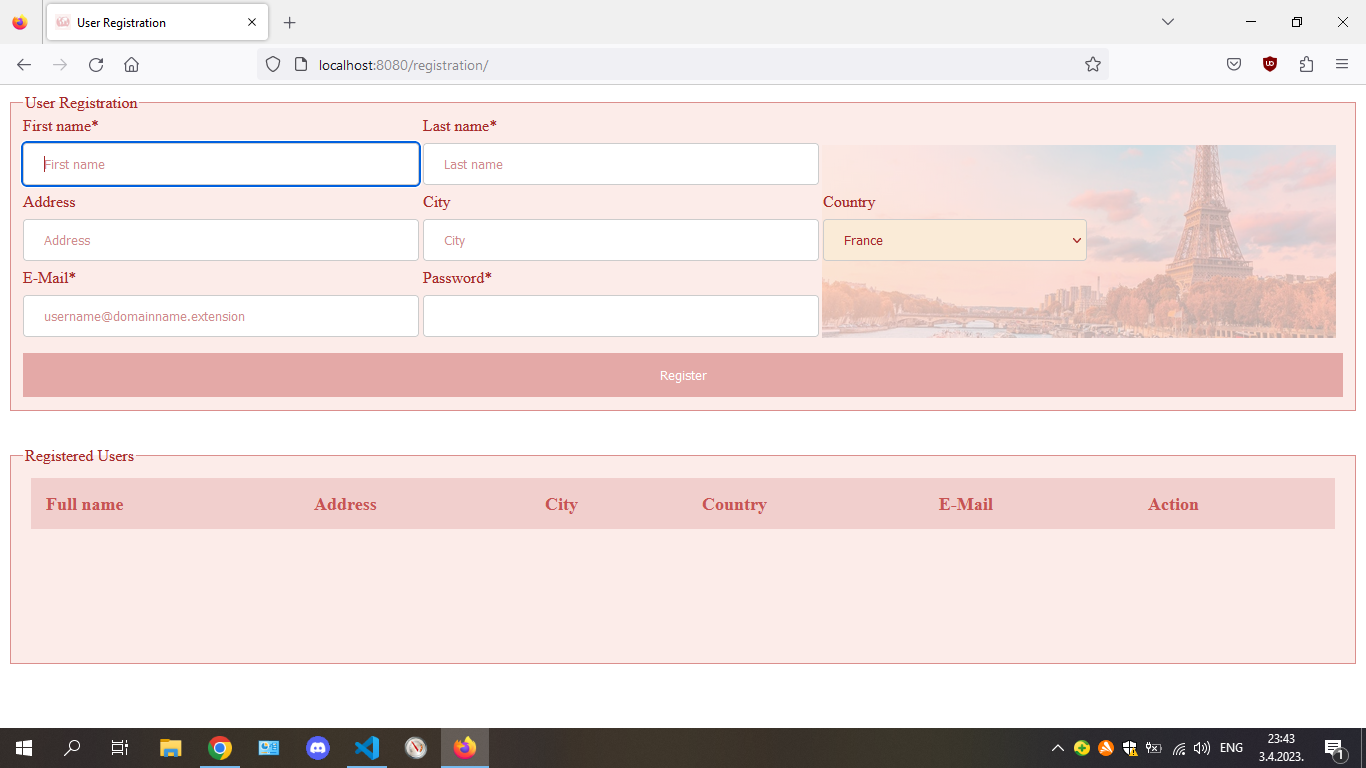 User Registration
localhost:8080/registration/
User Registration
First name* Last name*
First name Last name
Address City Country
Address City France
E-Mail* Password*
username@domainname.extension
Register
Registered Users
Full name Address City Country E-Mail Action
ENG 23:43
3.4.2023. 1